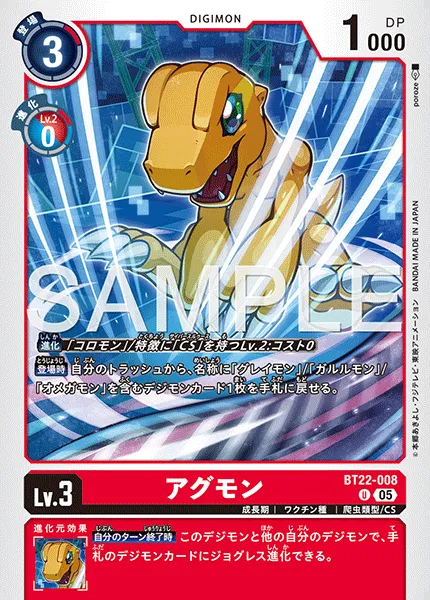 DIGIMON
登場
3
1000
DP
進化
Lv.2
0
poroze
SAMPLE
進化 「コロモン」/特徴に「CS」を持つLv.2:コスト0
登場時 自分のトラッシュから、名称に「グレイモン」/「ガルルモン」/
「オメガモン」を含むデジモンカード1枚を手札に戻せる。
©本郷あきよし・フジテレビ・東映アニメーション BANDAI MADE IN JAPAN
Lv.3
アグモン
BT22-008
U 05
成長期 | ワクチン種 | 爬虫類型/CS
進化元効果
自分のターン終了時 このデジモンと他の自分のデジモンで、手
札のデジモンカードにジョグレス進化できる。